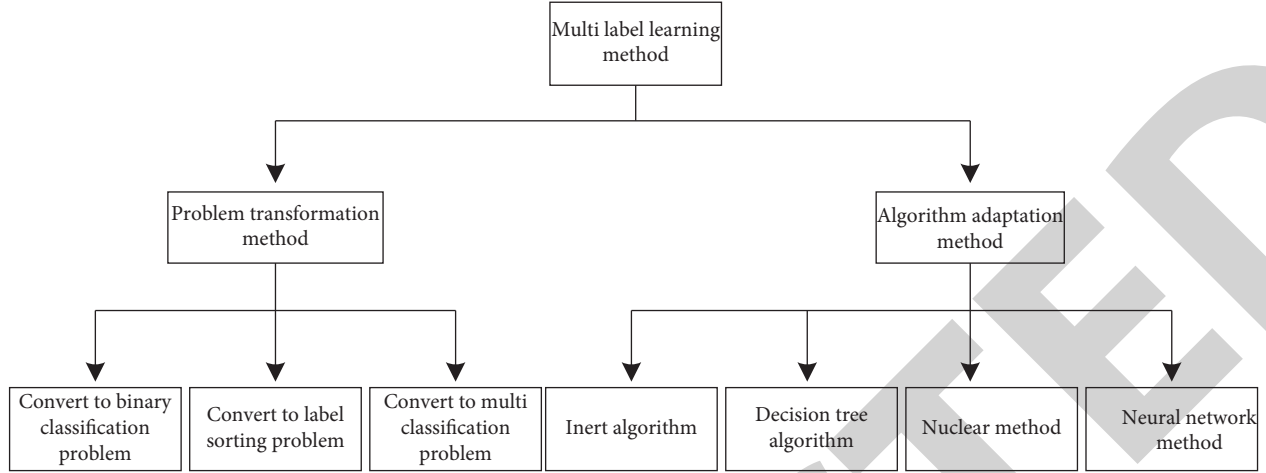 Multi label learning
method
Problem transformation
method
Algorithm adaptation
method
Convert to binary
classification
problem
Convert to label
sorting problem
Convert to multi
classification
problem
Inert algorithm
Decision tree
algorithm
Nuclear method
Neural network
method
TED